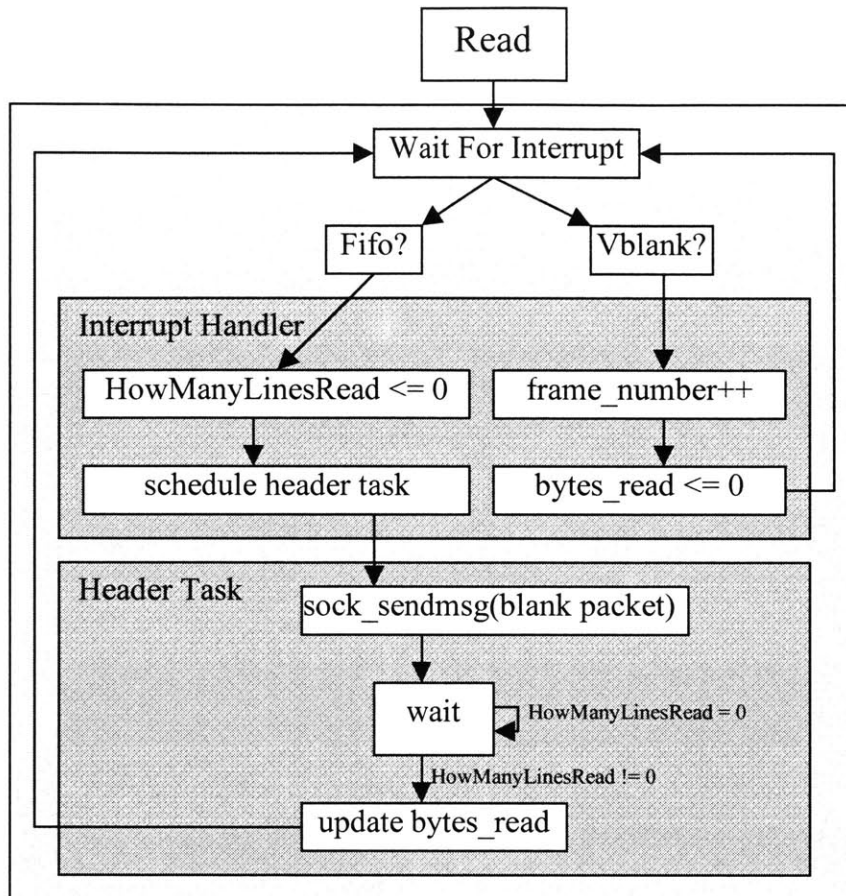 Read
Wait For Interrupt
Fifo?
Vblank?
Interrupt Handler
HowManyLinesRead <= 0
frame_number++
schedule header task
bytes_read <= 0
Header Task
sock_sendmsg(blank packet)
wait
HowManyLinesRead = 0
HowManyLinesRead != 0
update bytes_read